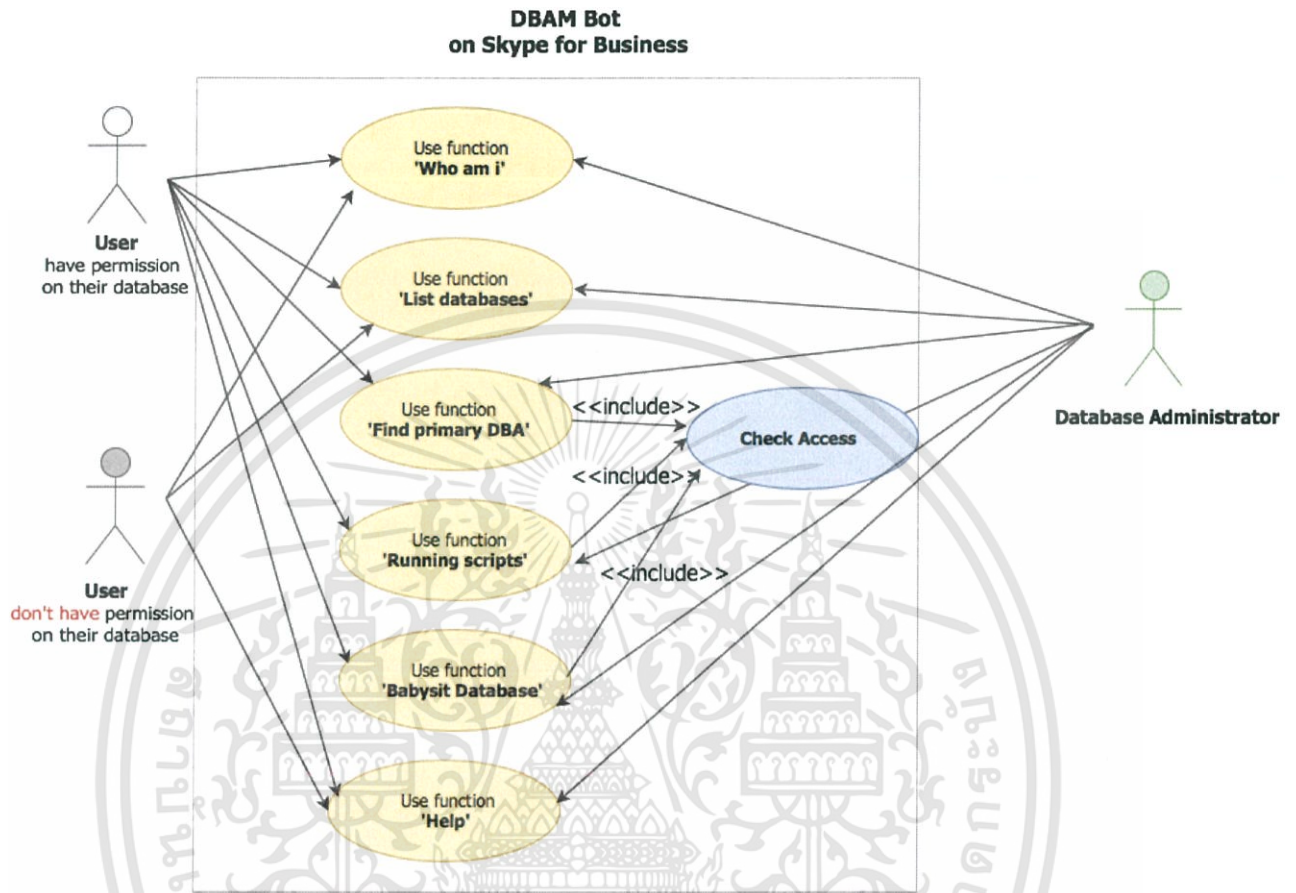 DBAM Bot
on Skype for Business
Use function
'Who am i'
User
have permission
on their database
Use function
'List databases'
Database Administrator
Use function
'Find primary DBA'
<<include>>
Check Access
<<include>>
User
don't have permission
on their database
Use function
'Running scripts'
<<include>>
Use function
'Babysit Database'
Use function
'Help'